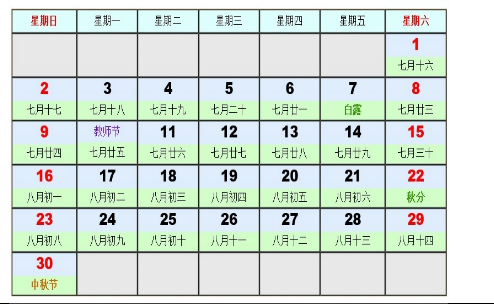 星期日 星期一 星期二 星期三 星期四 星期五 星期六
1
七月十六
2 3 4 5 6 7 8
七月十七 七月十八 七月十九 七月二十 七月廿一 白露 七月廿三
9 教师节 11 12 13 14 15
七月廿四 七月廿五 七月廿六 七月廿七 七月廿八 七月廿九 七月三十
16 17 18 19 20 21 22
八月初一 八月初二 八月初三 八月初四 八月初五 八月初六 秋分
23 24 25 26 27 28 29
八月初八 八月初九 八月初十 八月十一 八月十二 八月十三 八月十四
30
中秋节